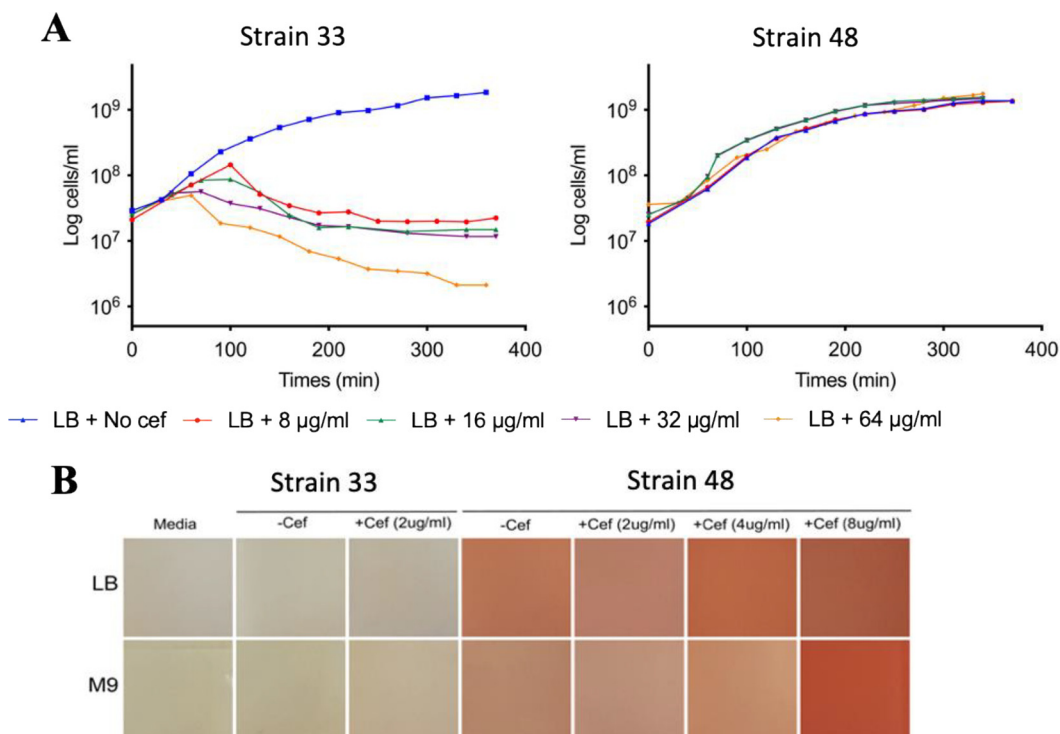 A
Strain 33
Strain 48
Log cells/ml
10⁹
10⁸
10⁷
10⁶
0
100
200
300
400
Times (min)
Log cells/ml
10⁹
10⁸
10⁷
10⁶
0
100
200
300
400
Times (min)
LB + No cef
LB + 8 µg/ml
LB + 16 µg/ml
LB + 32 µg/ml
LB + 64 µg/ml
B
Strain 33
Strain 48
Media
-Cef
+Cef (2ug/ml)
-Cef
+Cef (2ug/ml)
+Cef (4ug/ml)
+Cef (8ug/ml)
LB
M9